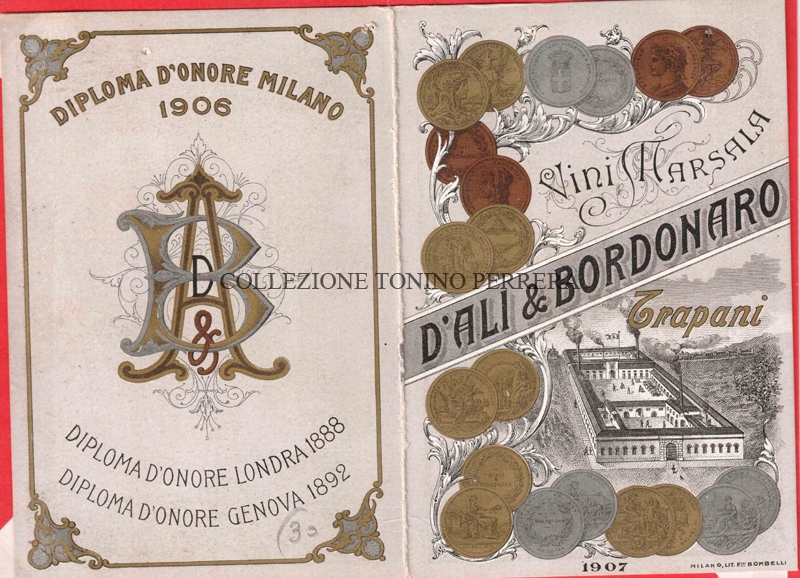 DIPLOMA D'ONORE MILANO
1906
D
A
B
&
DIPLOMA D'ONORE LONDRA 1888
DIPLOMA D'ONORE GENOVA 1892
30
COLLEZIONE TONINO PERRERA
Vini Marsala
D'ALI & BORDONARO
Trapani
1907
MILANO, LIT. F.LLI BOMBELLI